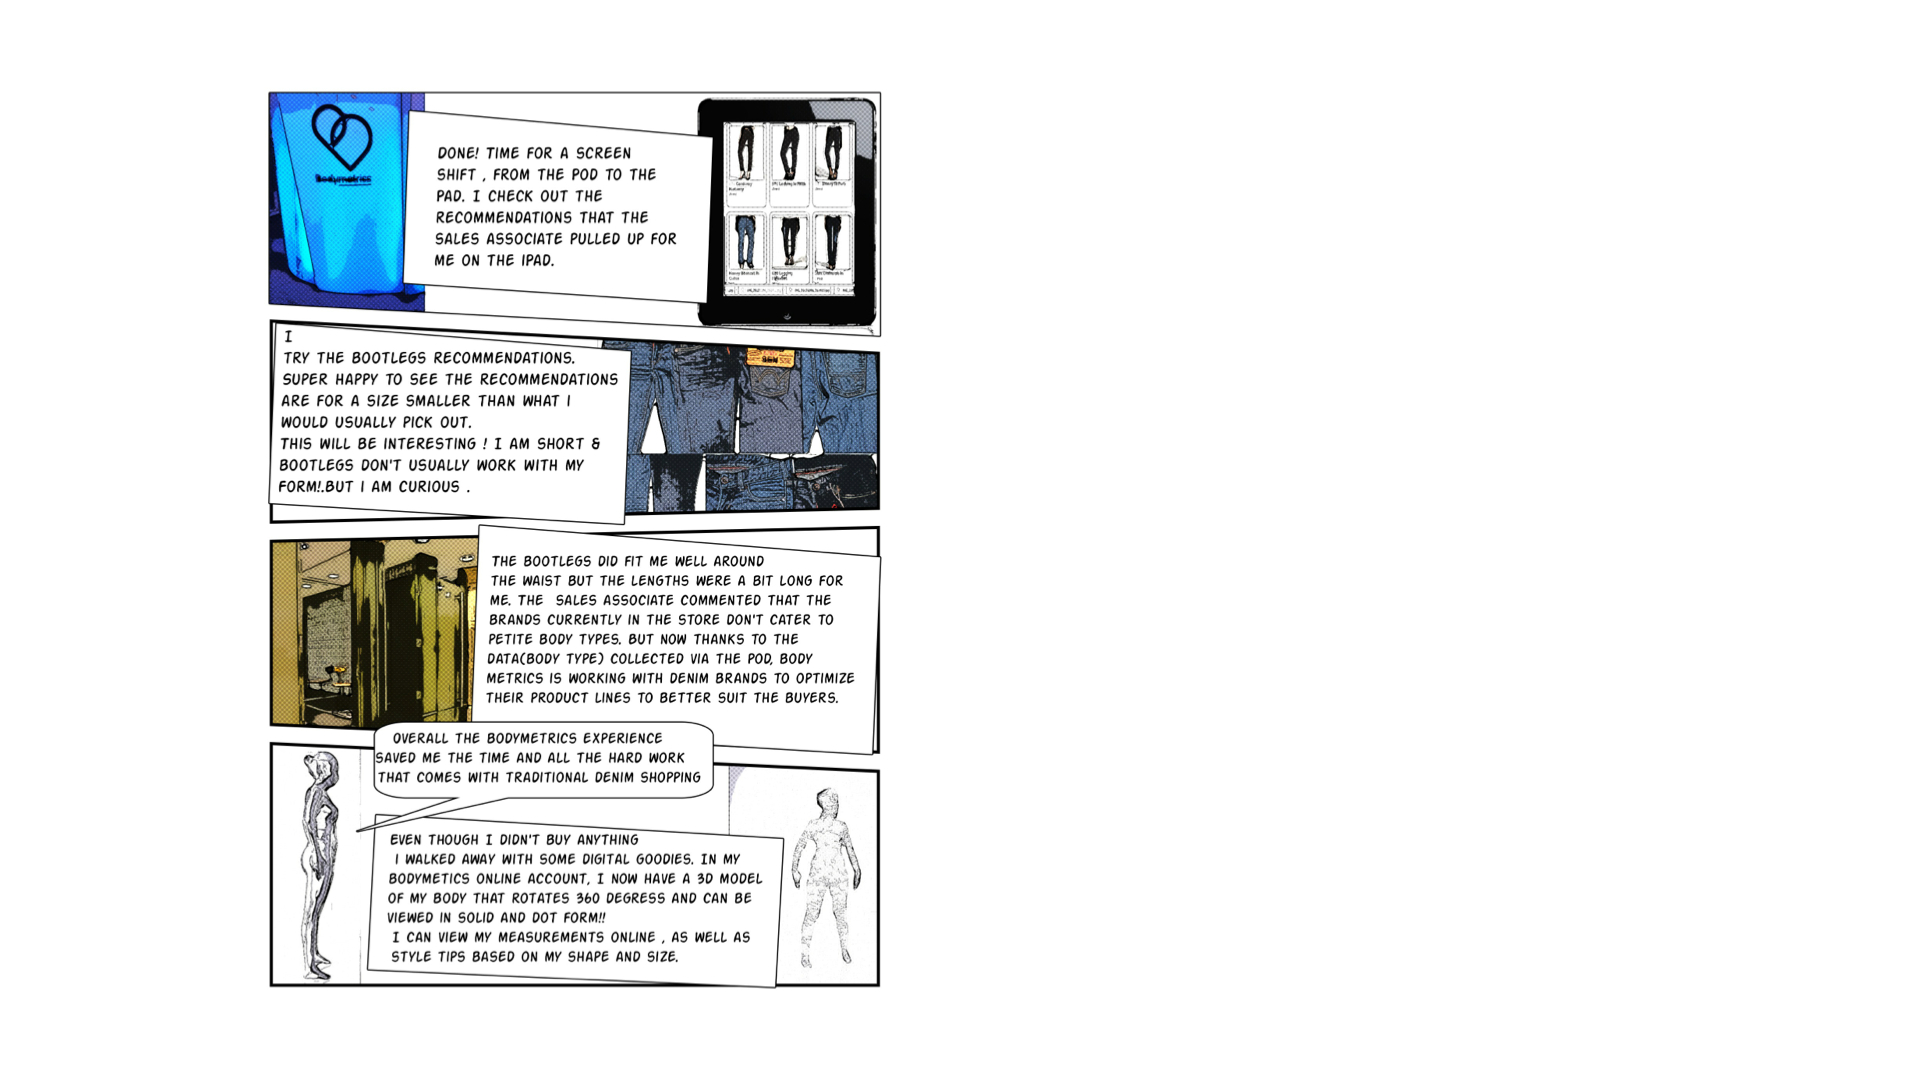 Bodymetrics
DONE! TIME FOR A SCREEN
SHIFT , FROM THE POD TO THE
PAD. I CHECK OUT THE
RECOMMENDATIONS THAT THE
SALES ASSOCIATE PULLED UP FOR
ME ON THE IPAD.
I
TRY THE BOOTLEGS RECOMMENDATIONS.
SUPER HAPPY TO SEE THE RECOMMENDATIONS
ARE FOR A SIZE SMALLER THAN WHAT I
WOULD USUALLY PICK OUT.
THIS WILL BE INTERESTING ! I AM SHORT &
BOOTLEGS DON'T USUALLY WORK WITH MY
FORM!.BUT I AM CURIOUS .
THE BOOTLEGS DID FIT ME WELL AROUND
THE WAIST BUT THE LENGTHS WERE A BIT LONG FOR
ME. THE SALES ASSOCIATE COMMENTED THAT THE
BRANDS CURRENTLY IN THE STORE DON'T CATER TO
PETITE BODY TYPES. BUT NOW THANKS TO THE
DATA(BODY TYPE) COLLECTED VIA THE POD, BODY
METRICS IS WORKING WITH DENIM BRANDS TO OPTIMIZE
THEIR PRODUCT LINES TO BETTER SUIT THE BUYERS.
OVERALL THE BODYMETRICS EXPERIENCE
SAVED ME THE TIME AND ALL THE HARD WORK
THAT COMES WITH TRADITIONAL DENIM SHOPPING
EVEN THOUGH I DIDN'T BUY ANYTHING
I WALKED AWAY WITH SOME DIGITAL GOODIES. IN MY
BODYMETICS ONLINE ACCOUNT, I NOW HAVE A 3D MODEL
OF MY BODY THAT ROTATES 360 DEGRESS AND CAN BE
VIEWED IN SOLID AND DOT FORM!!
I CAN VIEW MY MEASUREMENTS ONLINE , AS WELL AS
STYLE TIPS BASED ON MY SHAPE AND SIZE.